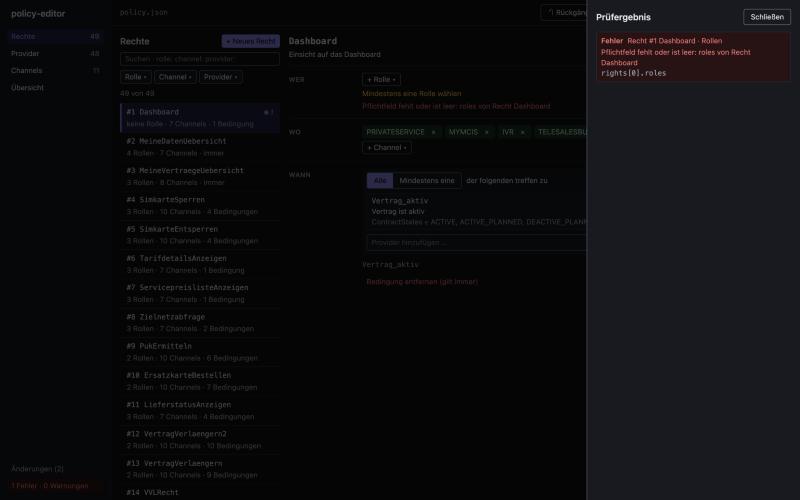 policy-editor
Rechte 49
Provider 48
Channels 11
Übersicht
Änderungen (2)
1 Fehler · 0 Warnungen
policy.json
Rückgäng
Rechte
+ Neues Recht
Suchen · rolle: channel: provider:
Rolle ▾ Channel ▾ Provider ▾
49 von 49
#1 Dashboard !
keine Rolle · 7 Channels · 1 Bedingung
#2 MeineDatenUebersicht
4 Rollen · 7 Channels · immer
#3 MeineVertraegeUebersicht
3 Rollen · 8 Channels · immer
#4 SimkarteSperren
3 Rollen · 10 Channels · 4 Bedingungen
#5 SimkarteEntsperren
3 Rollen · 10 Channels · 4 Bedingungen
#6 TarifdetailsAnzeigen
3 Rollen · 7 Channels · 1 Bedingung
#7 ServicepreislisteAnzeigen
3 Rollen · 7 Channels · 1 Bedingung
#8 Zielnetzabfrage
3 Rollen · 7 Channels · 2 Bedingungen
#9 PukErmitteln
2 Rollen · 10 Channels · 6 Bedingungen
#10 ErsatzkarteBestellen
2 Rollen · 10 Channels · 7 Bedingungen
#11 LieferstatusAnzeigen
3 Rollen · 7 Channels · 4 Bedingungen
#12 VertragVerlaengern2
2 Rollen · 10 Channels · 10 Bedingungen
#13 VertragVerlaengern
2 Rollen · 10 Channels · 9 Bedingungen
#14 VVLRecht
Dashboard
Einsicht auf das Dashboard
WER
+ Rolle ▾
Mindestens eine Rolle wählen
Pflichtfeld fehlt oder ist leer: roles von Recht Dashboard
WO
PRIVATESERVICE × MYMCIS × IVR × TELESALESBU
+ Channel ▾
WANN
Alle Mindestens eine der folgenden treffen zu
Vertrag_aktiv
Vertrag ist aktiv
ContractStates = ACTIVE, ACTIVE_PLANNED, DEACTIVE_PLANN
Provider hinzufügen …
Vertrag_aktiv
Bedingung entfernen (gilt immer)
Prüfergebnis
Schließen
Fehler Recht #1 Dashboard · Rollen
Pflichtfeld fehlt oder ist leer: roles von Recht
Dashboard
rights[0].roles